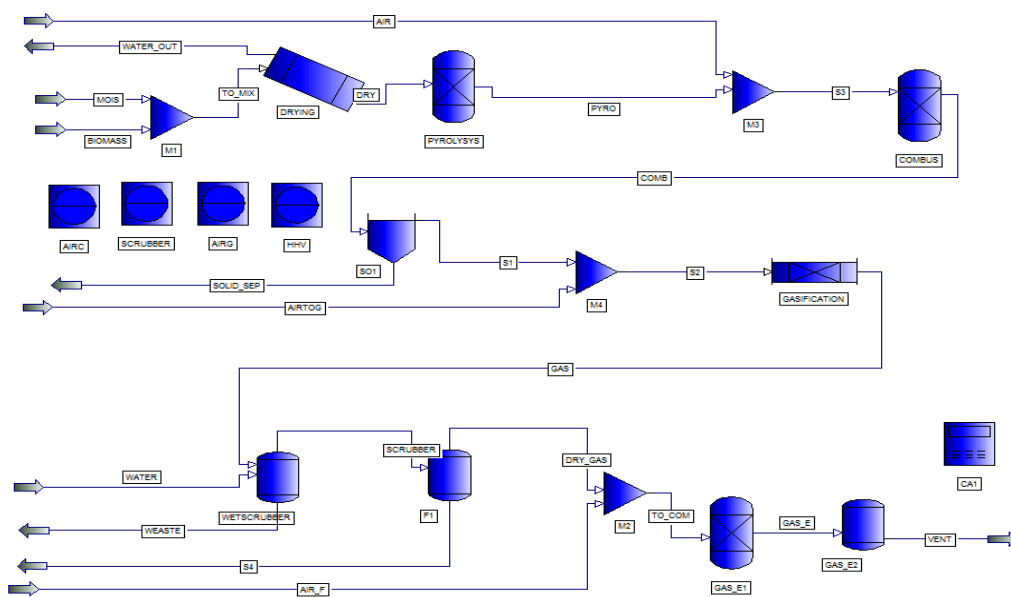 AIR
WATER_OUT
MOIS
TO_MIX
DRY
DRYING
BIOMASS
M1
PYROLYSYS
PYRO
M3
S3
COMBUS
COMB
AIRC
SCRUBBER
AIRG
HHV
SO1
S1
SOLID_SEP
AIRTOG
M4
S2
GASIFICATION
GAS
SCRUBBER
WATER
WETSCRUBBER
WEASTE
F1
S4
AIR_F
DRY_GAS
M2
TO_COM
GAS_E1
GAS_E
GAS_E2
VENT
CA1